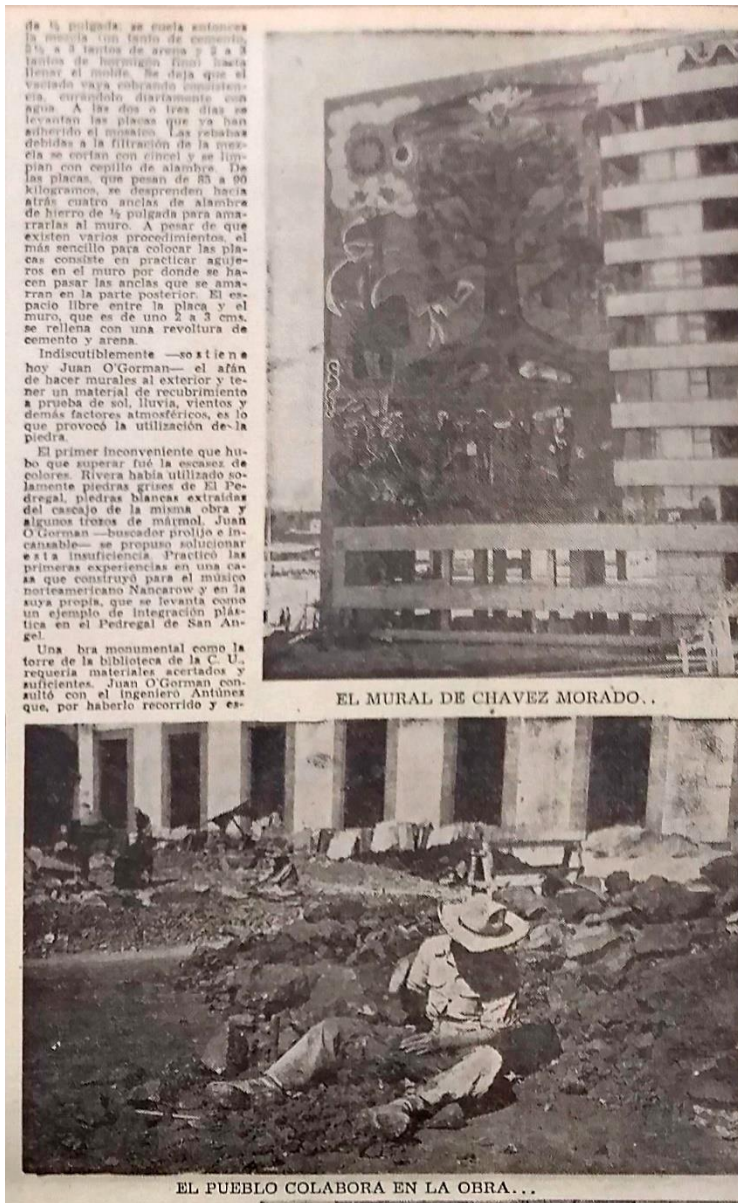 de ½ pulgada; se cuela entonces
la mezcla (un tanto de cemento,
2½ a 3 tantos de arena y 2 a 3
tantos de hormigón fino) hasta
llenar el molde. Se deja que el
vaciado vaya cobrando consisten-
cia, curándolo diariamente con
agua. A las dos o tres días se
levantan las placas que ya han
adherido el mosaico. Las rebabas
debidas a la filtración de la mez-
cla se cortan con cincel y se lim-
pian con cepillo de alambre. De
las placas, que pesan de 85 a 90
kilogramos, se desprenden hacia
atrás cuatro anclas de alambre
de hierro de ½ pulgada para ama-
rrarlas al muro. A pesar de que
existen varios procedimientos, el
más sencillo para colocar las pla-
cas consiste en practicar aguje-
ros en el muro por donde se ha-
cen pasar las anclas que se ama-
rran en la parte posterior. El es-
pacio libre entre la placa y el
muro, que es de uno 2 a 3 cms.
se rellena con una revoltura de
cemento y arena.
Indiscutiblemente —sostiene
hoy Juan O'Gorman— el afán
de hacer murales al exterior y te-
ner un material de recubrimiento
a prueba de sol, lluvia, vientos y
demás factores atmosféricos, es lo
que provocó la utilización de la
piedra.
El primer inconveniente que hu-
bo que superar fué la escasez de
colores. Rivera había utilizado so-
lamente piedras grises de El Pe-
dregal, piedras blancas extraídas
del cascajo de la misma obra y
algunos trozos de mármol. Juan
O'Gorman —buscador prolijo e in-
cansable— se propuso solucionar
esta insuficiencia. Practicó las
primeras experiencias en una ca-
sa que construyó para el músico
norteamericano Nancarow y en la
suya propia, que se levanta como
un ejemplo de integración plás-
tica en el Pedregal de San An-
gel.
Una bra monumental como la
torre de la biblioteca de la C. U.,
requería materiales acertados y
suficientes. Juan O'Gorman con-
sultó con el ingeniero Antúnez
que, por haberlo recorrido y es-
EL MURAL DE CHAVEZ MORADO..
EL PUEBLO COLABORA EN LA OBRA...